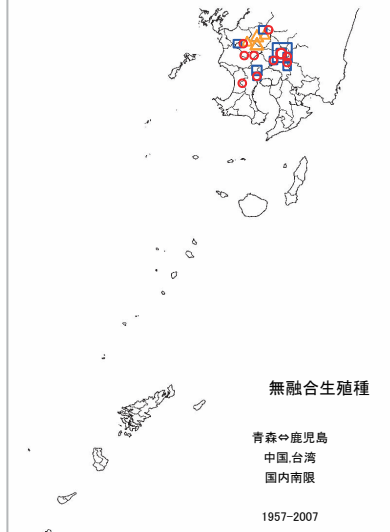 無融合生殖種
青森⇔鹿児島
中国,台湾
国内南限
1957-2007